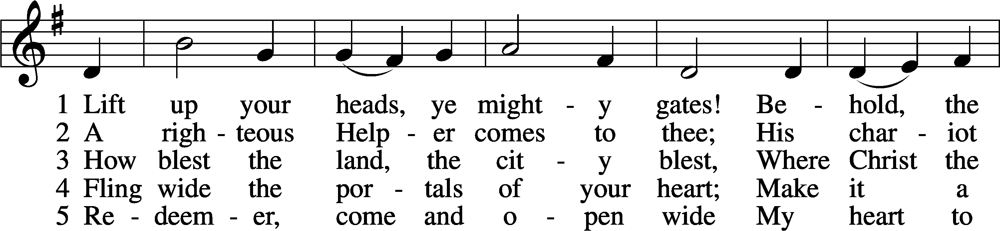 1 Lift up your heads, ye might - y gates! Be - hold, the
2 A righ - teous Help - er comes to thee; His char - iot
3 How blest the land, the cit - y blest, Where Christ the
4 Fling wide the por - tals of your heart; Make it a
5 Re - deem - er, come and o - pen wide My heart to